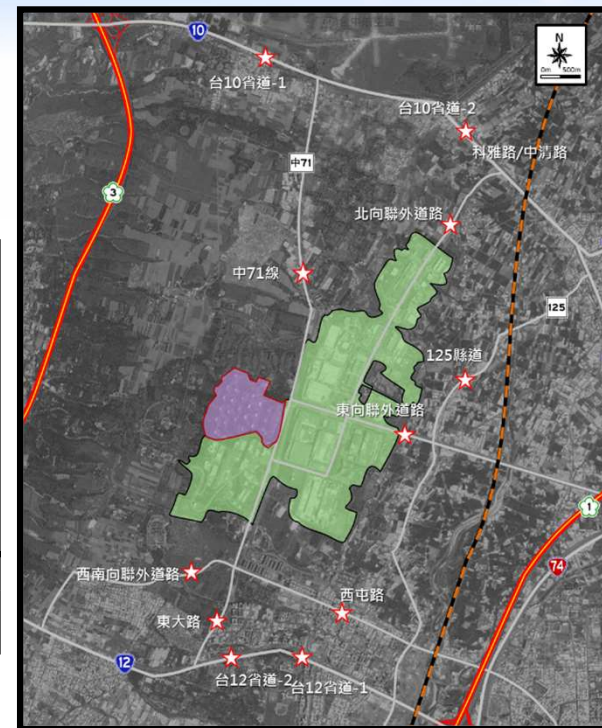 10
N
0m 500m
台10省道-1
台10省道-2
科雅路/中清路
中71
3
北向聯外道路
中71線
125
125縣道
東向聯外道路
1
74
西南向聯外道路
西屯路
東大路
12
台12省道-2
台12省道-1